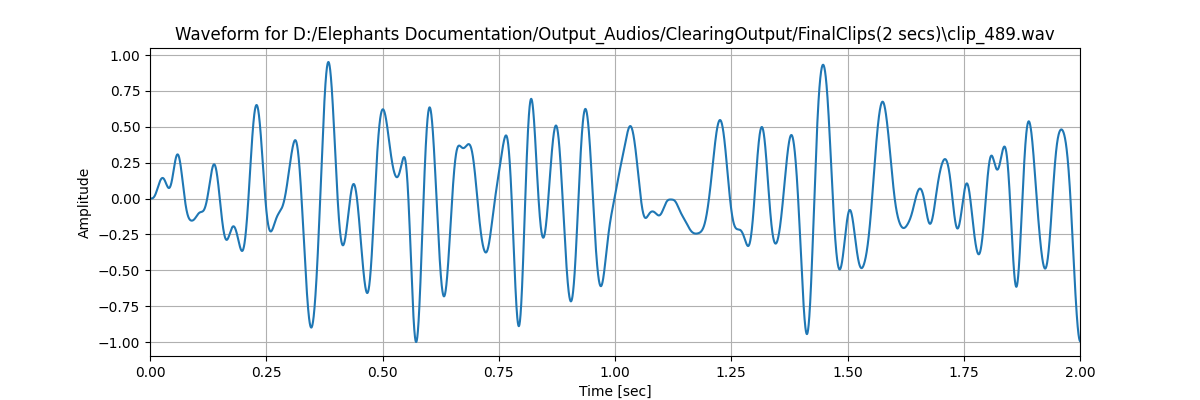 Waveform for D:/Elephants Documentation/Output_Audios/ClearingOutput/FinalClips(2 secs)\clip_489.wav
1.00
0.75
0.50
0.25
0.00
−0.25
−0.50
−0.75
−1.00
Amplitude
0.00 0.25 0.50 0.75 1.00 1.25 1.50 1.75 2.00
Time [sec]